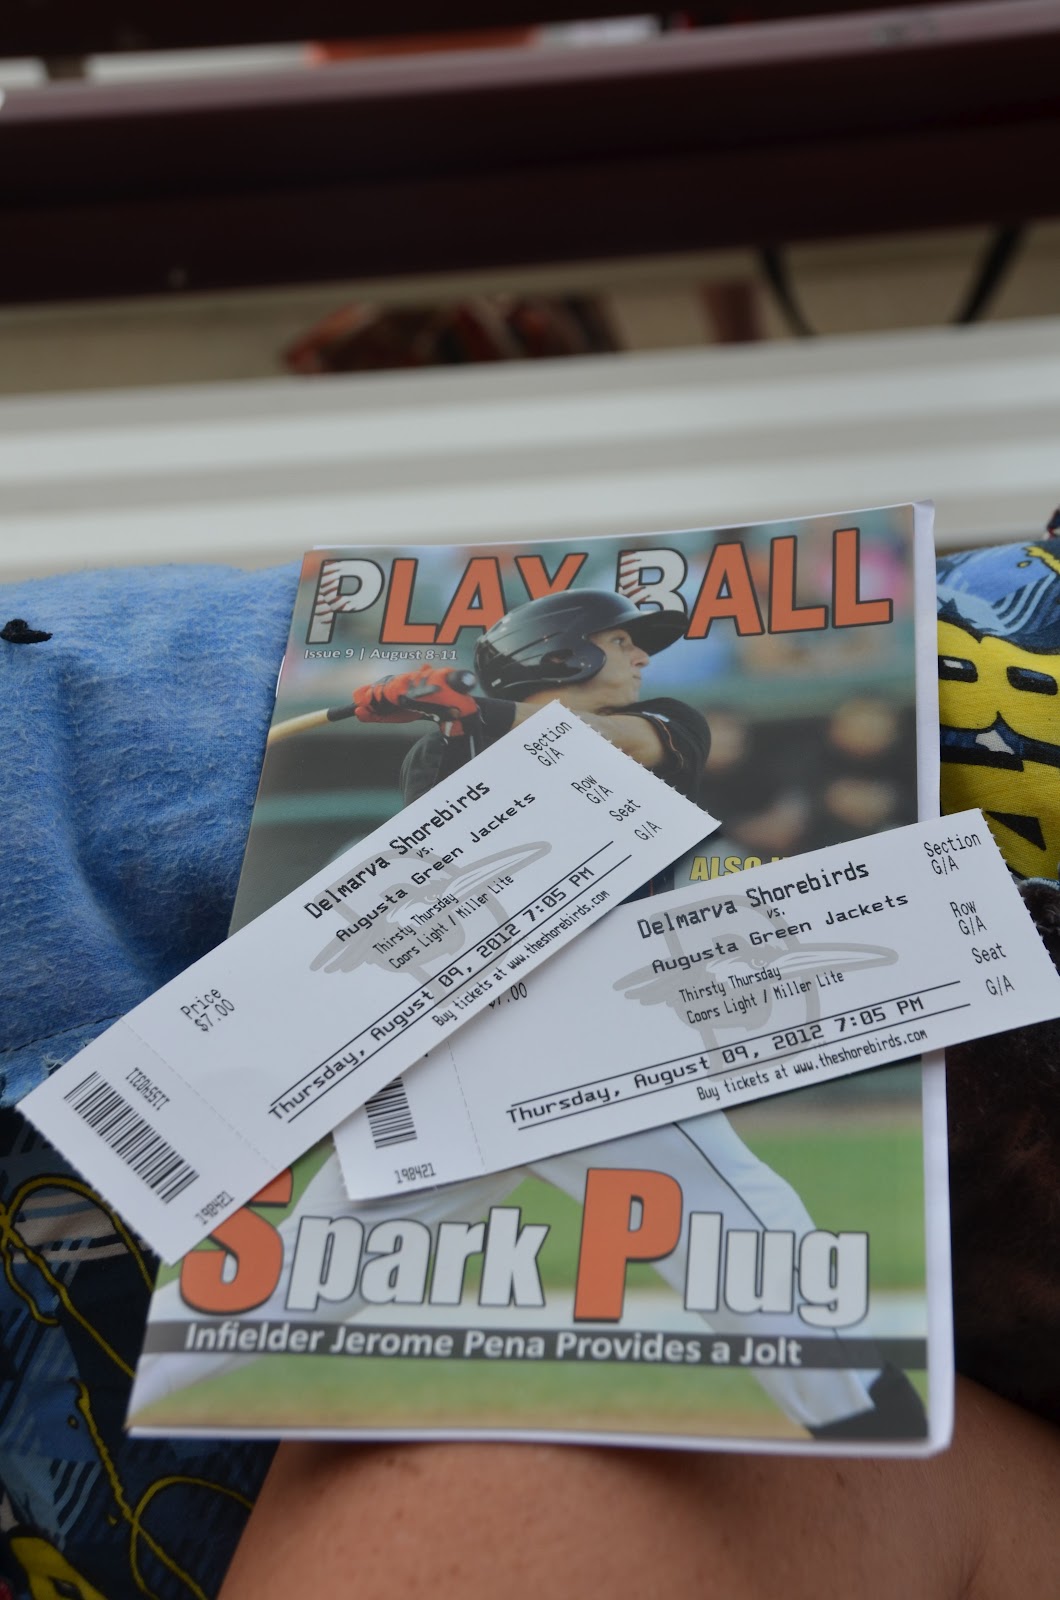 PLAY BALL
Issue 9 | August 8-11
Delmarva Shorebirds
vs.
Augusta Green Jackets
Thirsty Thursday
Coors Light / Miller Lite
Thursday, August 09, 2012 7:05 PM
Buy tickets at www.theshorebirds.com
Section
G/A
Row
G/A
Seat
G/A
Price
$7.00
198421
ALSO
Delmarva Shorebirds
vs.
Augusta Green Jackets
Thirsty Thursday
Coors Light / Miller Lite
Thursday, August 09, 2012 7:05 PM
Buy tickets at www.theshorebirds.com
Section
G/A
Row
G/A
Seat
G/A
7.00
198421
Spark Plug
Infielder Jerome Pena Provides a Jolt